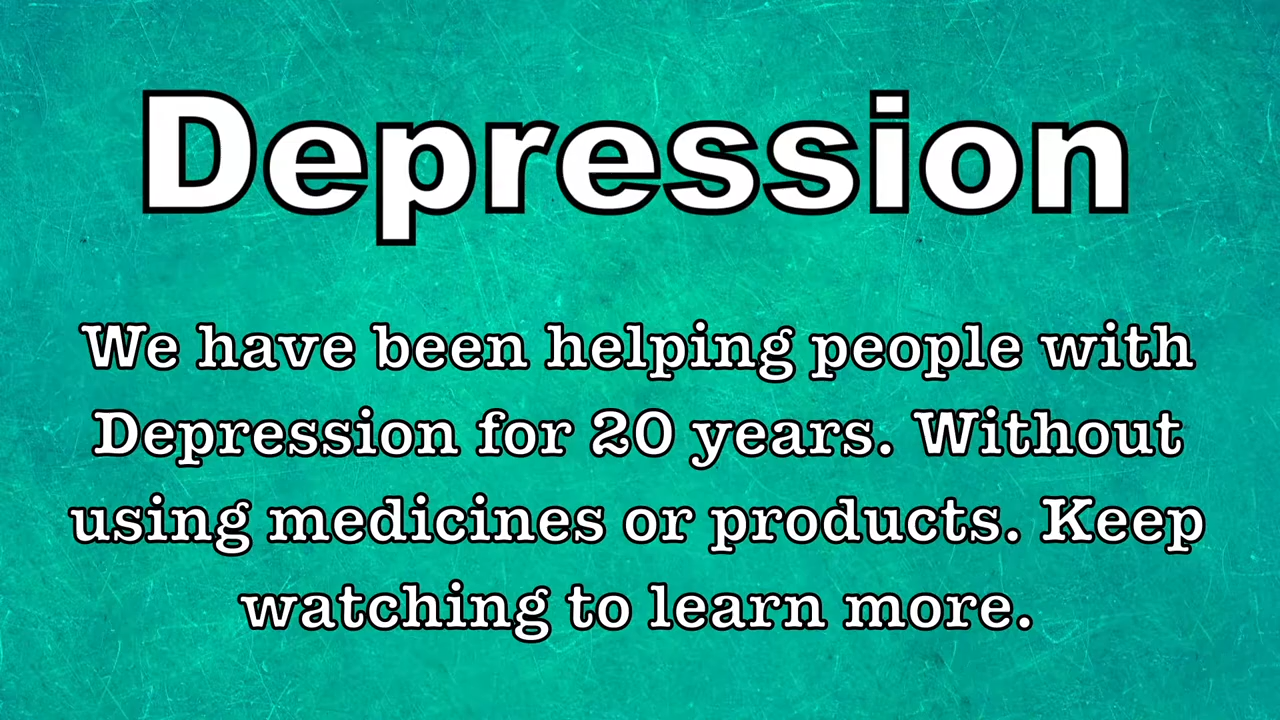 Depression
We have been helping people with
Depression for 20 years. Without
using medicines or products. Keep
watching to learn more.